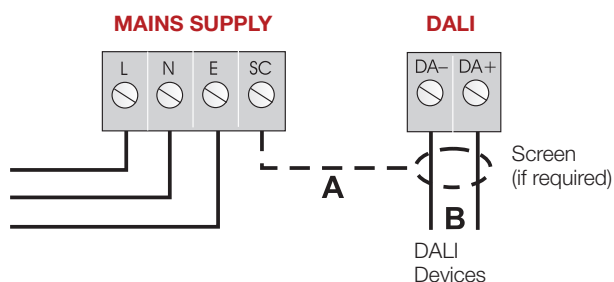 MAINS SUPPLY
DALI
L N E SC
DA– DA+
A
B
Screen
(if required)
DALI
Devices